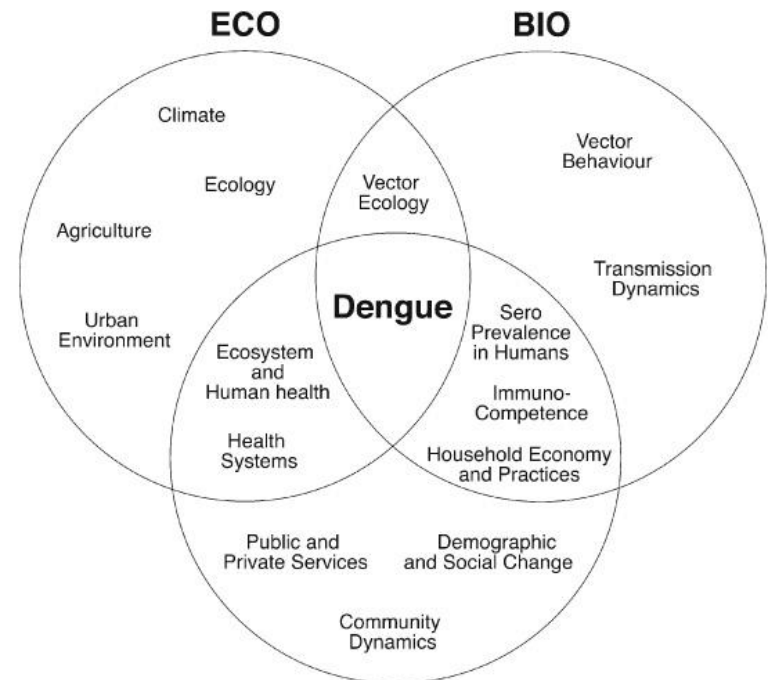 ECO
BIO
Climate
Ecology
Agriculture
Urban
Environment
Vector
Ecology
Vector
Behaviour
Transmission
Dynamics
Dengue
Ecosystem
and
Human health
Health
Systems
Sero
Prevalence
in Humans
Immuno-
Competence
Household Economy
and Practices
Public and
Private Services
Demographic
and Social Change
Community
Dynamics